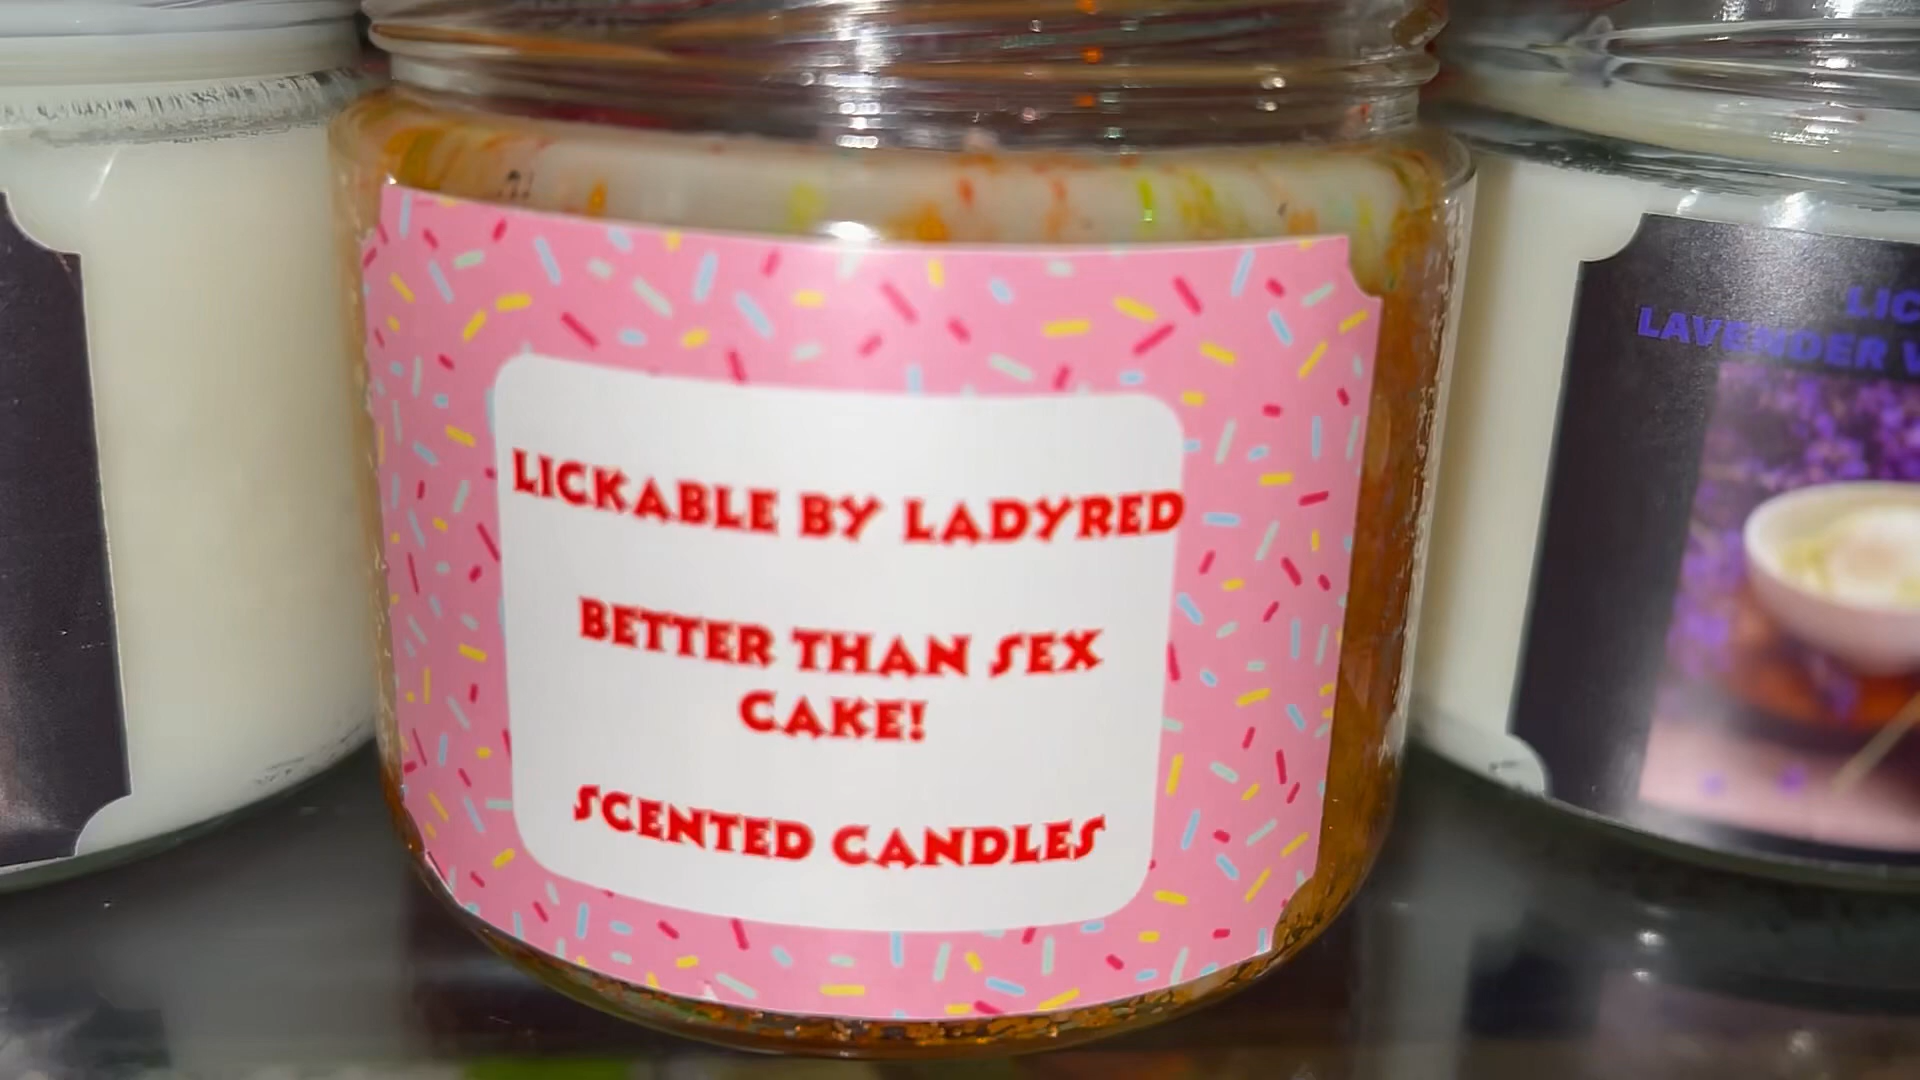 LICKABLE BY LADYRED
BETTER THAN SEX
CAKE!
SCENTED CANDLES
LAVENDER